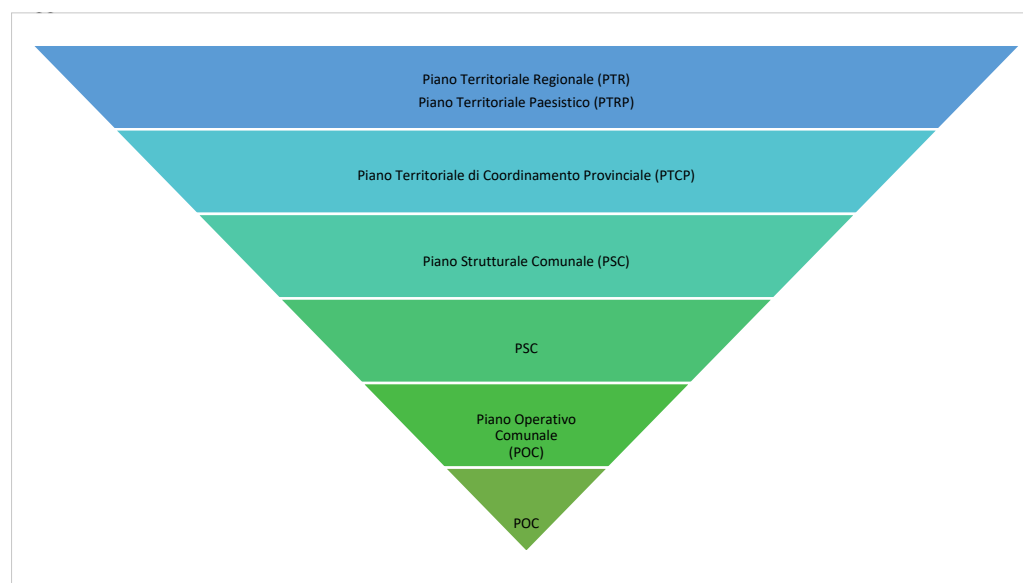 Piano Territoriale Regionale (PTR)
Piano Territoriale Paesistico (PTRP)
Piano Territoriale di Coordinamento Provinciale (PTCP)
Piano Strutturale Comunale (PSC)
PSC
Piano Operativo
Comunale
(POC)
POC